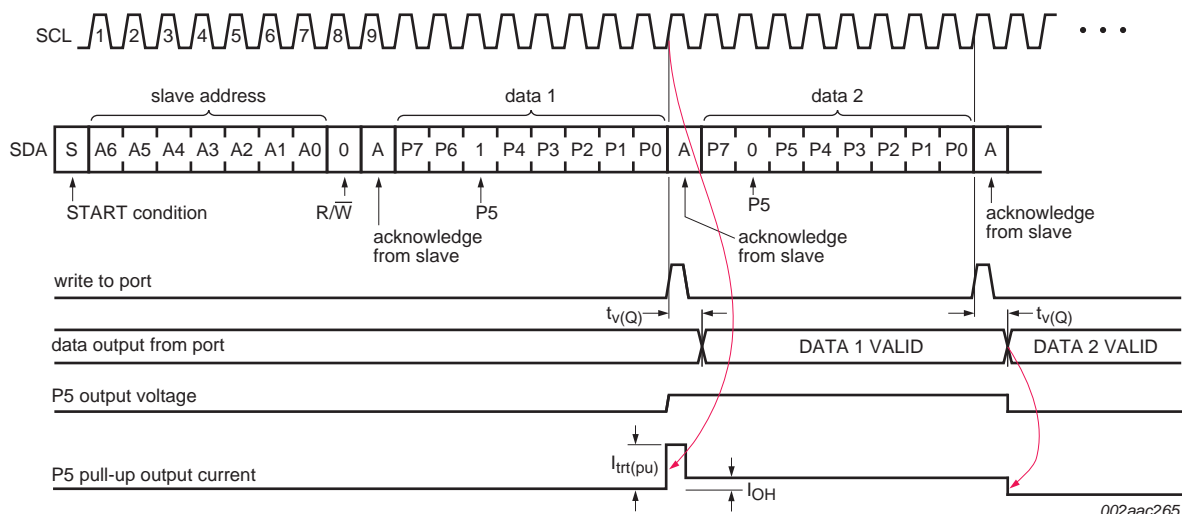 SCL 1 2 3 4 5 6 7 8 9
slave address data 1 data 2
SDA S A6 A5 A4 A3 A2 A1 A0 0 A P7 P6 1 P4 P3 P2 P1 P0 A P7 0 P5 P4 P3 P2 P1 P0 A
START condition R/W̅ P5 P5
acknowledge from slave
acknowledge from slave
acknowledge from slave
write to port
tv(Q) tv(Q)
data output from port DATA 1 VALID DATA 2 VALID
P5 output voltage
P5 pull-up output current Itrt(pu) IOH
002aac265